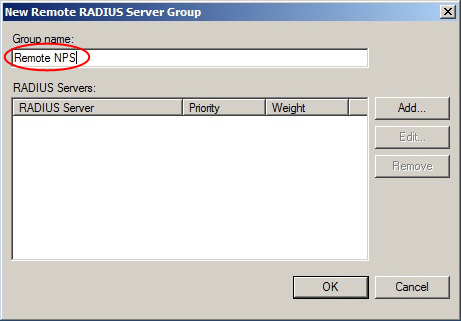 New Remote RADIUS Server Group
Group name:
Remote NPS
RADIUS Servers:
RADIUS Server Priority Weight
Add...
Edit...
Remove
OK Cancel